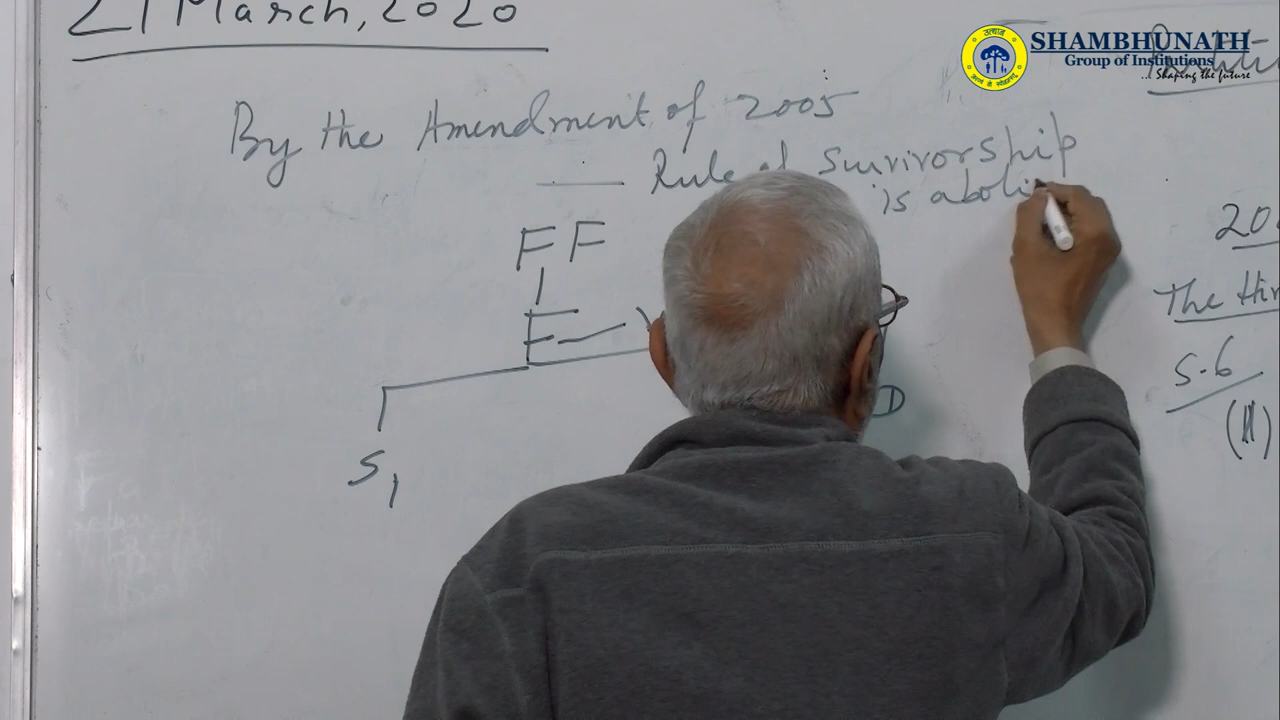 21 March, 2020
SHAMBHUNATH
Group of Institutions
...Shaping the future
उत्थान
By the Amendment of 2005
— Rule of Survivorship
is aboli
20
The Hin
S.6
(II)
F F
F —
D
S1